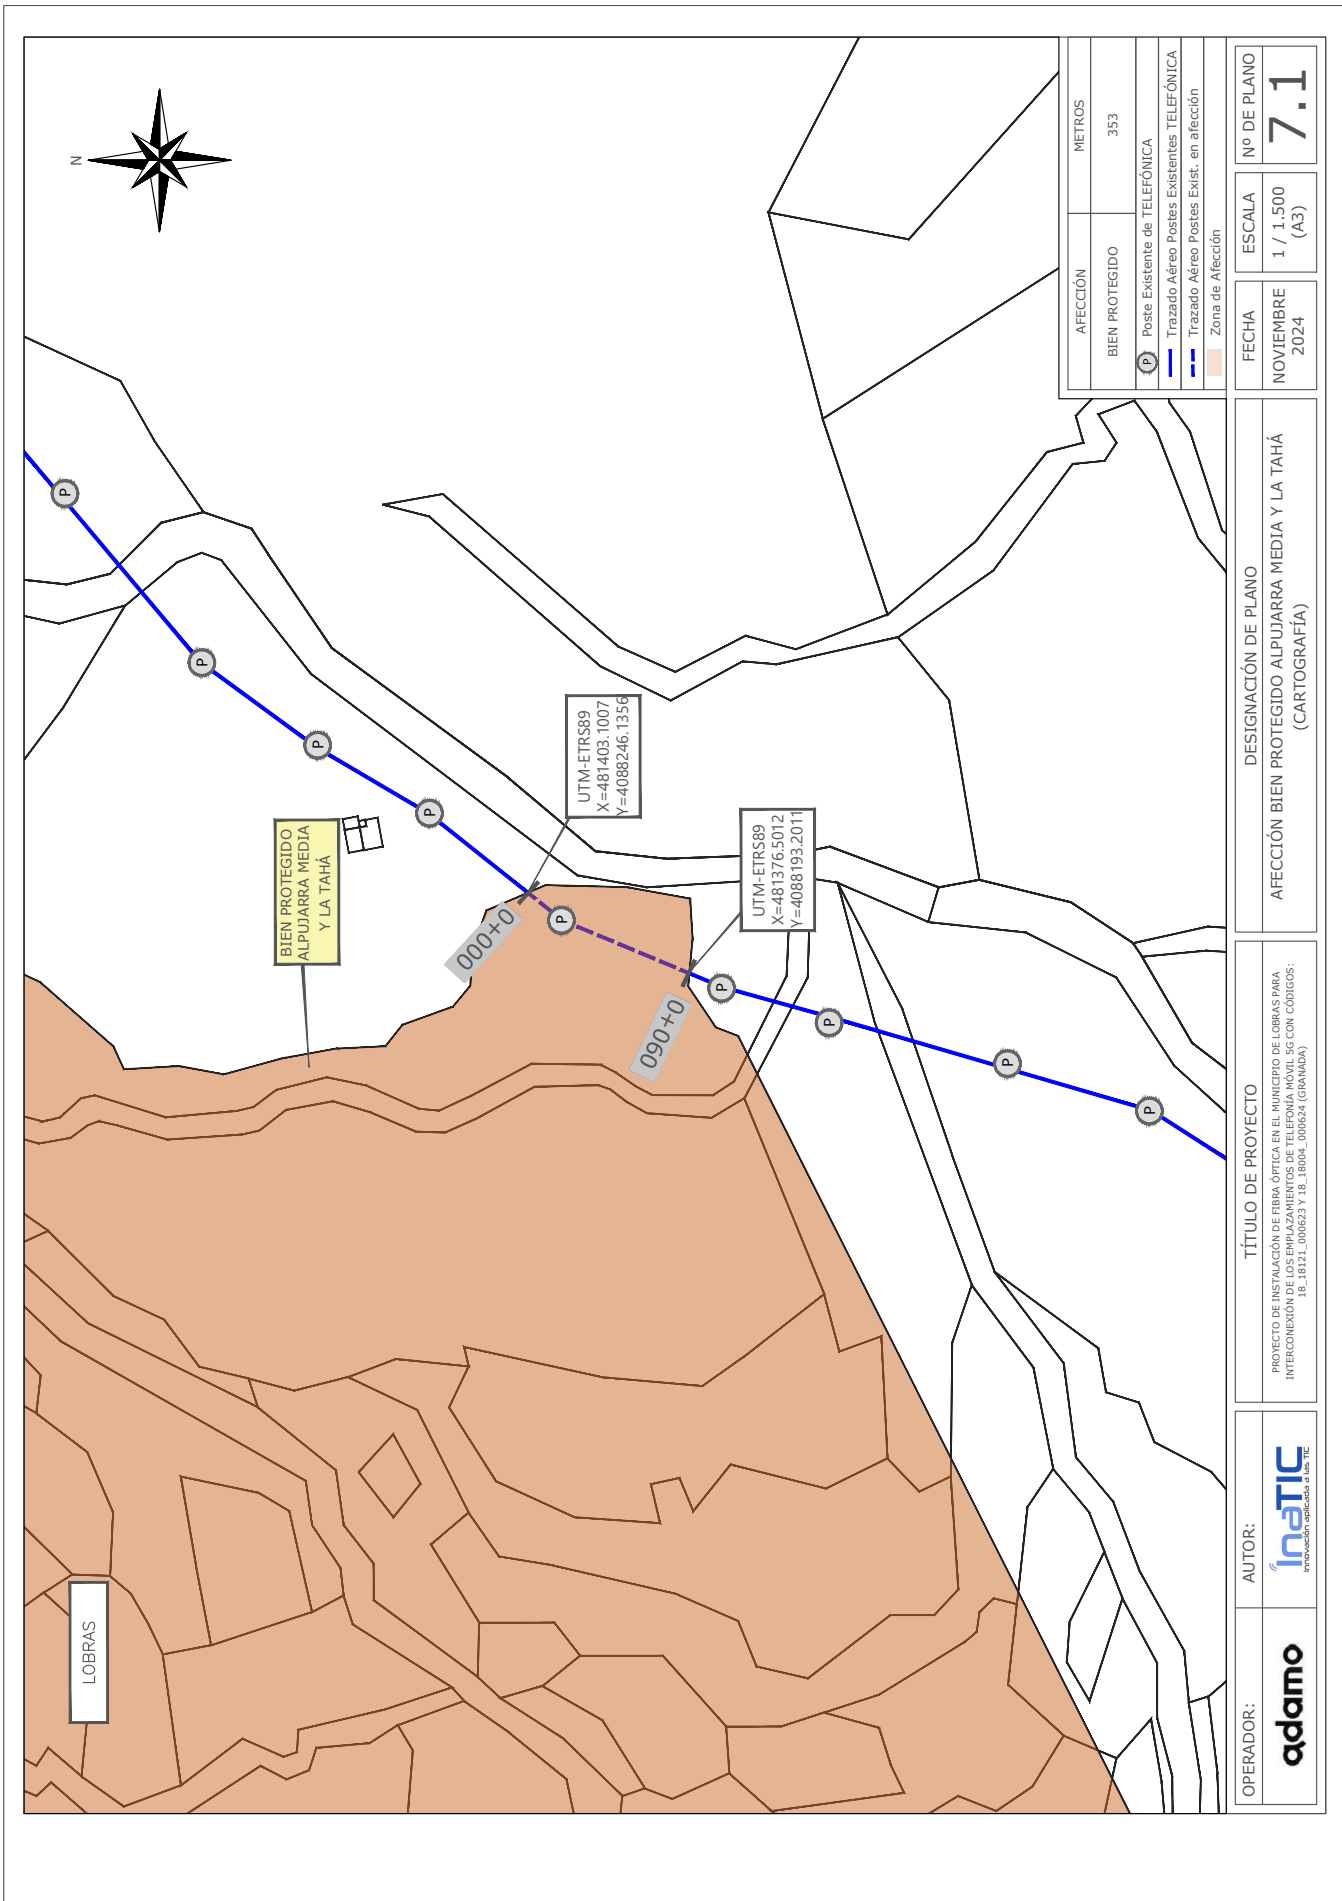 N
P
P
P
P
P
P
P
P
P
LOBRAS
BIEN PROTEGIDO
ALPUJARRA MEDIA
Y LA TAHÁ
0+000
0+060
UTM-ETRS89
X=481403.1007
Y=4088246.1356
UTM-ETRS89
X=481376.5012
Y=4088193.2011
AFECCIÓN
METROS
BIEN PROTEGIDO
353
P Poste Existente de TELEFÓNICA
Trazado Aéreo Postes Existentes TELEFÓNICA
Trazado Aéreo Postes Exist. en afección
Zona de Afección
OPERADOR:
adamo
AUTOR:
inaTIC
Innovación aplicada a las TIC
TÍTULO DE PROYECTO
PROYECTO DE INSTALACIÓN DE FIBRA ÓPTICA EN EL MUNICIPIO DE LOBRAS PARA
INTERCONEXIÓN DE LOS EMPLAZAMIENTOS DE TELEFONÍA MÓVIL 5G CON CÓDIGOS:
18_18121_000623 Y 18_18004_000624 (GRANADA)
DESIGNACIÓN DE PLANO
AFECCIÓN BIEN PROTEGIDO ALPUJARRA MEDIA Y LA TAHÁ
(CARTOGRAFÍA)
FECHA
NOVIEMBRE
2024
ESCALA
1 / 1.500
(A3)
Nº DE PLANO
7.1